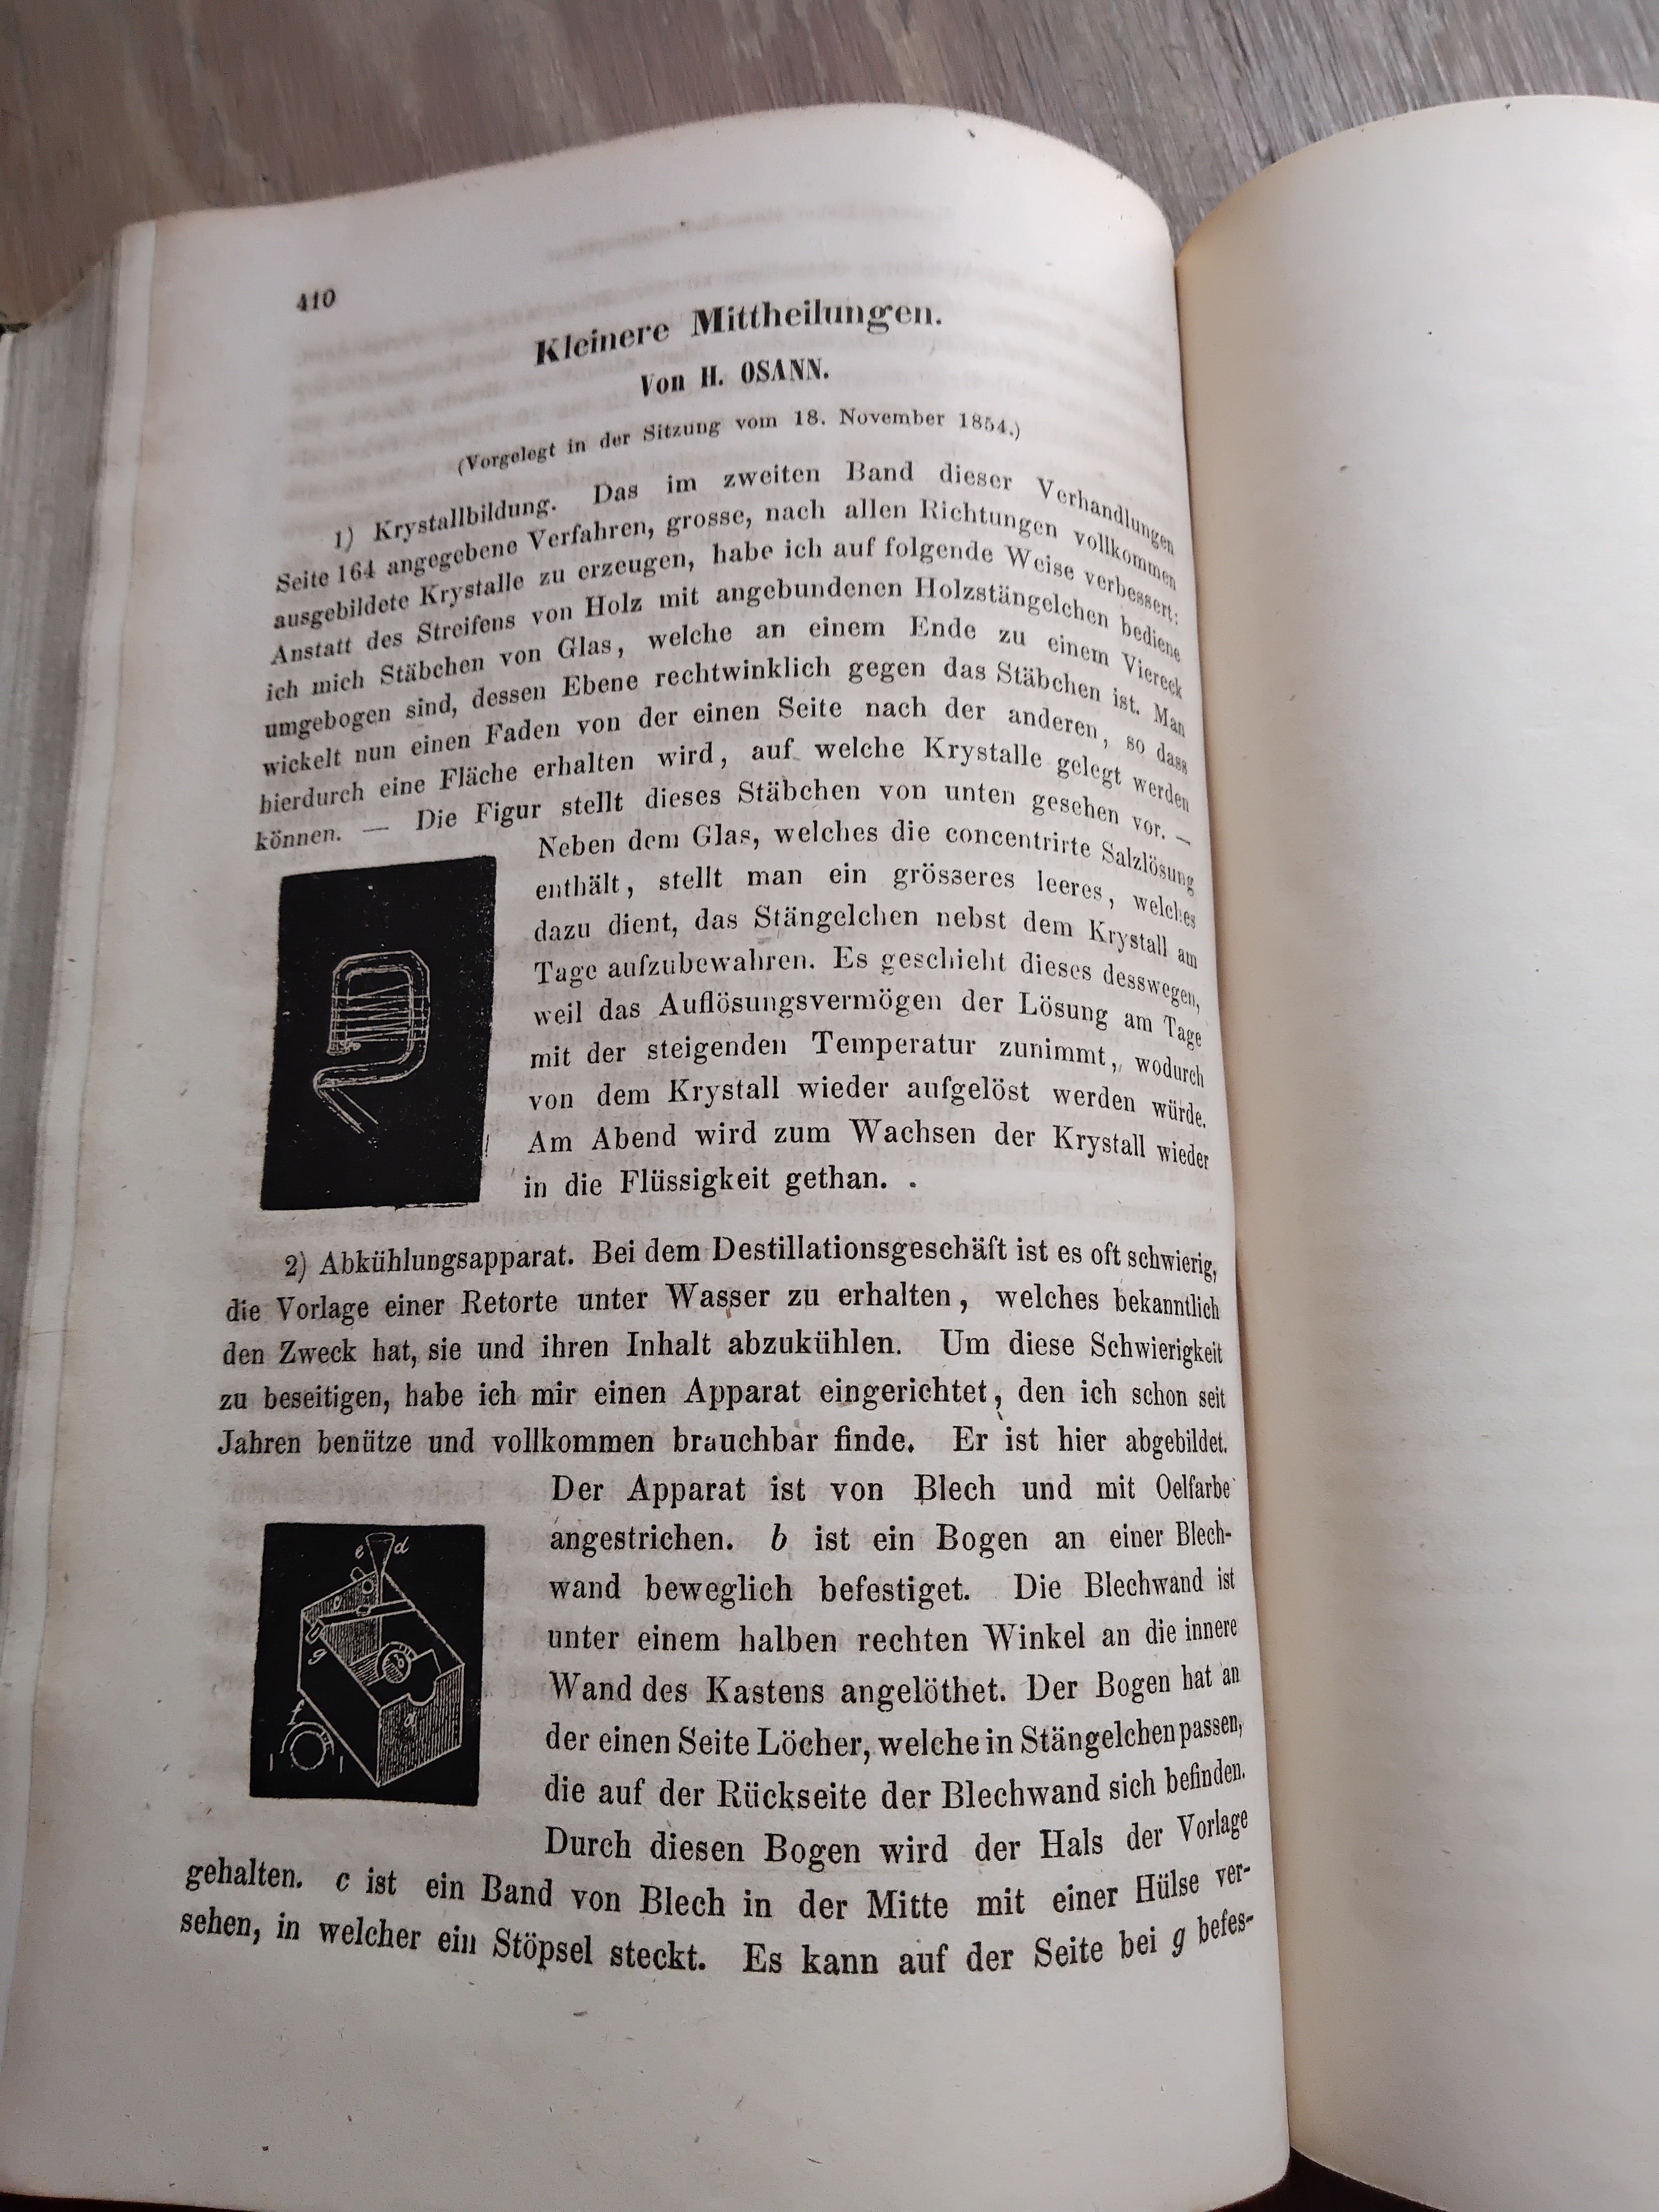 410
Kleinere Mittheilungen.
Von H. OSANN.
(Vorgelegt in der Sitzung vom 18. November 1854.)
1) Krystallbildung. Das im zweiten Band dieser Verhandlungen
Seite 164 angegebene Verfahren, grosse, nach allen Richtungen vollkommen
ausgebildete Krystalle zu erzeugen, habe ich auf folgende Weise verbessert:
Anstatt des Streifens von Holz mit angebundenen Holzstängelchen bediene
ich mich Stäbchen von Glas, welche an einem Ende zu einem Viereck
umgebogen sind, dessen Ebene rechtwinklich gegen das Stäbchen ist. Man
wickelt nun einen Faden von der einen Seite nach der anderen, so dass
hierdurch eine Fläche erhalten wird, auf welche Krystalle gelegt werden
können. — Die Figur stellt dieses Stäbchen von unten gesehen vor. —
Neben dem Glas, welches die concentrirte Salzlösung
enthält, stellt man ein grösseres leeres, welches
dazu dient, das Stängelchen nebst dem Krystall am
Tage aufzubewahren. Es geschieht dieses desswegen,
weil das Auflösungsvermögen der Lösung am Tage
mit der steigenden Temperatur zunimmt, wodurch
von dem Krystall wieder aufgelöst werden würde.
Am Abend wird zum Wachsen der Krystall wieder
in die Flüssigkeit gethan.
2) Abkühlungsapparat. Bei dem Destillationsgeschäft ist es oft schwierig,
die Vorlage einer Retorte unter Wasser zu erhalten, welches bekanntlich
den Zweck hat, sie und ihren Inhalt abzukühlen. Um diese Schwierigkeit
zu beseitigen, habe ich mir einen Apparat eingerichtet, den ich schon seit
Jahren benütze und vollkommen brauchbar finde. Er ist hier abgebildet.
Der Apparat ist von Blech und mit Oelfarbe
angestrichen. b ist ein Bogen an einer Blech-
wand beweglich befestiget. Die Blechwand ist
unter einem halben rechten Winkel an die innere
Wand des Kastens angelöthet. Der Bogen hat an
der einen Seite Löcher, welche in Stängelchen passen,
die auf der Rückseite der Blechwand sich befinden.
Durch diesen Bogen wird der Hals der Vorlage
e d
c
g
b
a
f
gehalten. c ist ein Band von Blech in der Mitte mit einer Hülse ver-
sehen, in welcher ein Stöpsel steckt. Es kann auf der Seite bei g befes-